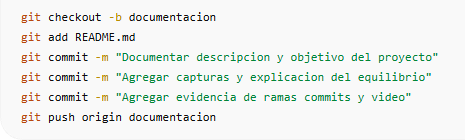 git checkout -b documentacion
git add README.md
git commit -m "Documentar descripcion y objetivo del proyecto"
git commit -m "Agregar capturas y explicacion del equilibrio"
git commit -m "Agregar evidencia de ramas commits y video"
git push origin documentacion